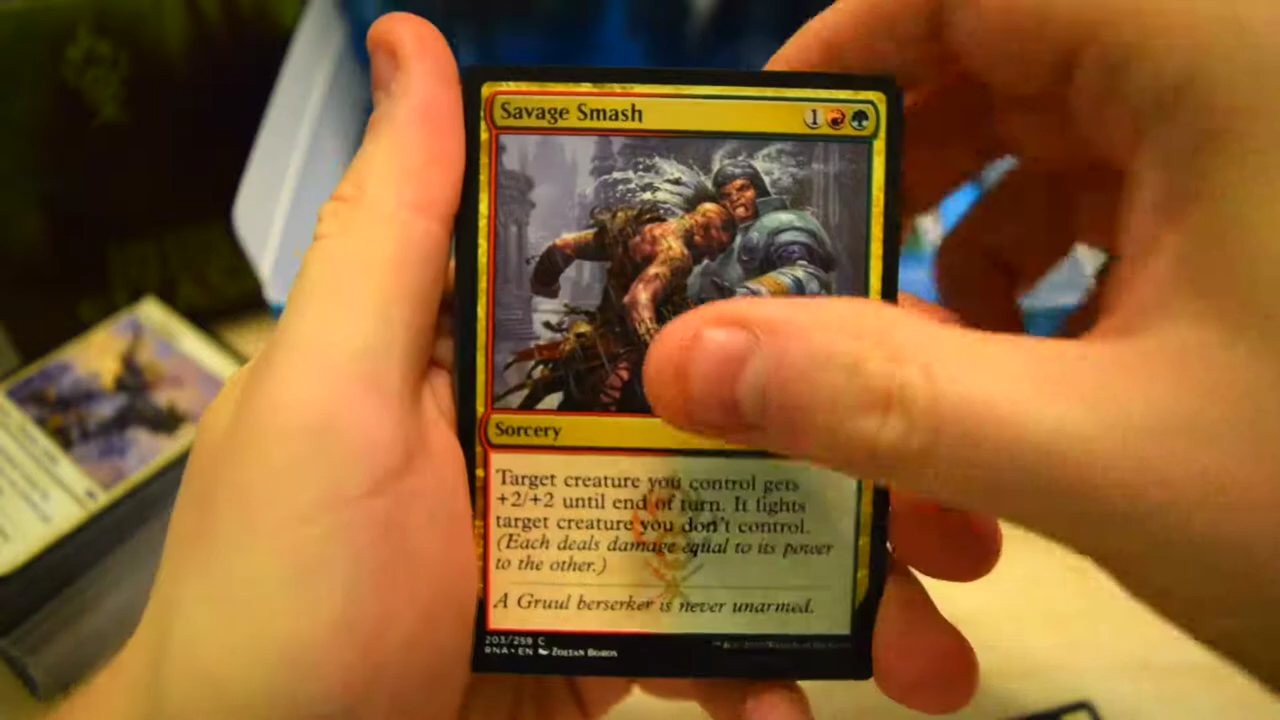 Savage Smash 1
Sorcery
Target creature you control gets
+2/+2 until end of turn. It fights
target creature you don't control.
(Each deals damage equal to its power
to the other.)
A Gruul berserker is never unarmed.
203/259 C
RNA • EN ZOLTAN BOROS